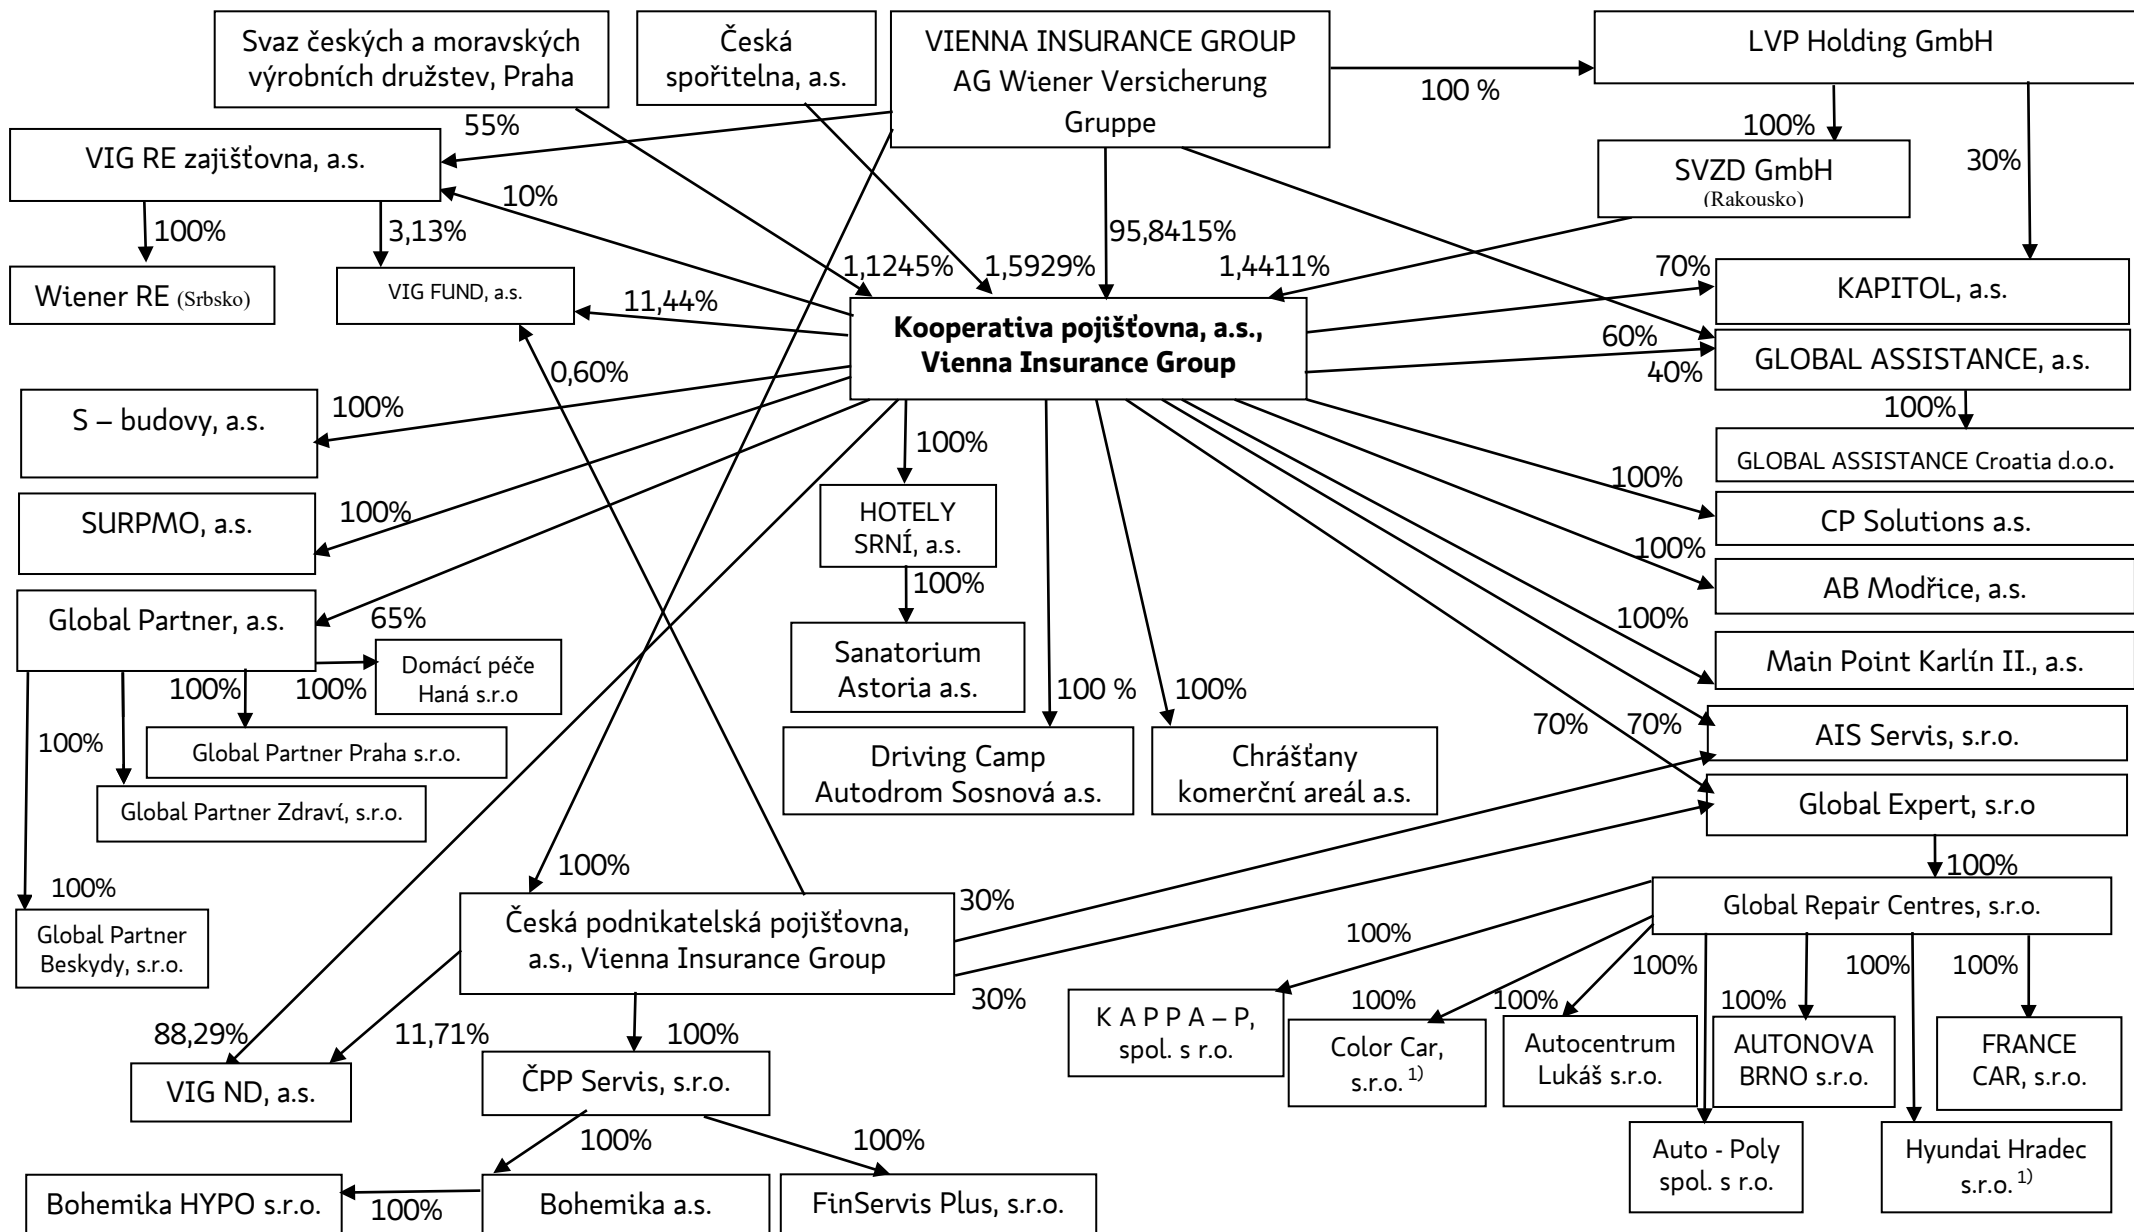 Svaz českých a moravských
výrobních družstev, Praha
Česká
spořitelna, a.s.
VIENNA INSURANCE GROUP
AG Wiener Versicherung
Gruppe
LVP Holding GmbH
100 %
55%
100%
30%
VIG RE zajišťovna, a.s.
SVZD GmbH
(Rakousko)
10%
100%
3,13%
95,8415%
1,1245%
1,5929%
1,4411%
70%
Wiener RE (Srbsko)
VIG FUND, a.s.
11,44%
KAPITOL, a.s.
Kooperativa pojišťovna, a.s.,
Vienna Insurance Group
60%
40%
GLOBAL ASSISTANCE, a.s.
0,60%
100%
S – budovy, a.s.
100%
100%
GLOBAL ASSISTANCE Croatia d.o.o.
100%
SURPMO, a.s.
100%
HOTELY
SRNÍ, a.s.
CP Solutions a.s.
100%
100%
AB Modřice, a.s.
Global Partner, a.s.
65%
100%
Sanatorium
Astoria a.s.
Main Point Karlín II., a.s.
Domácí péče
Haná s.r.o
100%
100%
100 %
100%
70%
70%
AIS Servis, s.r.o.
100%
Global Partner Praha s.r.o.
Driving Camp
Autodrom Sosnová a.s.
Chrášťany
komerční areál a.s.
Global Partner Zdraví, s.r.o.
Global Expert, s.r.o
100%
100%
100%
30%
Global Partner
Beskydy, s.r.o.
Česká podnikatelská pojišťovna,
a.s., Vienna Insurance Group
Global Repair Centres, s.r.o.
100%
30%
100%
100%
100%
100%
100%
100%
88,29%
11,71%
100%
K A P P A – P,
spol. s r.o.
Color Car,
s.r.o. 1)
Autocentrum
Lukáš s.r.o.
AUTONOVA
BRNO s.r.o.
FRANCE
CAR, s.r.o.
VIG ND, a.s.
ČPP Servis, s.r.o.
100%
100%
Auto - Poly
spol. s r.o.
Hyundai Hradec
s.r.o. 1)
Bohemika HYPO s.r.o.
100%
Bohemika a.s.
FinServis Plus, s.r.o.